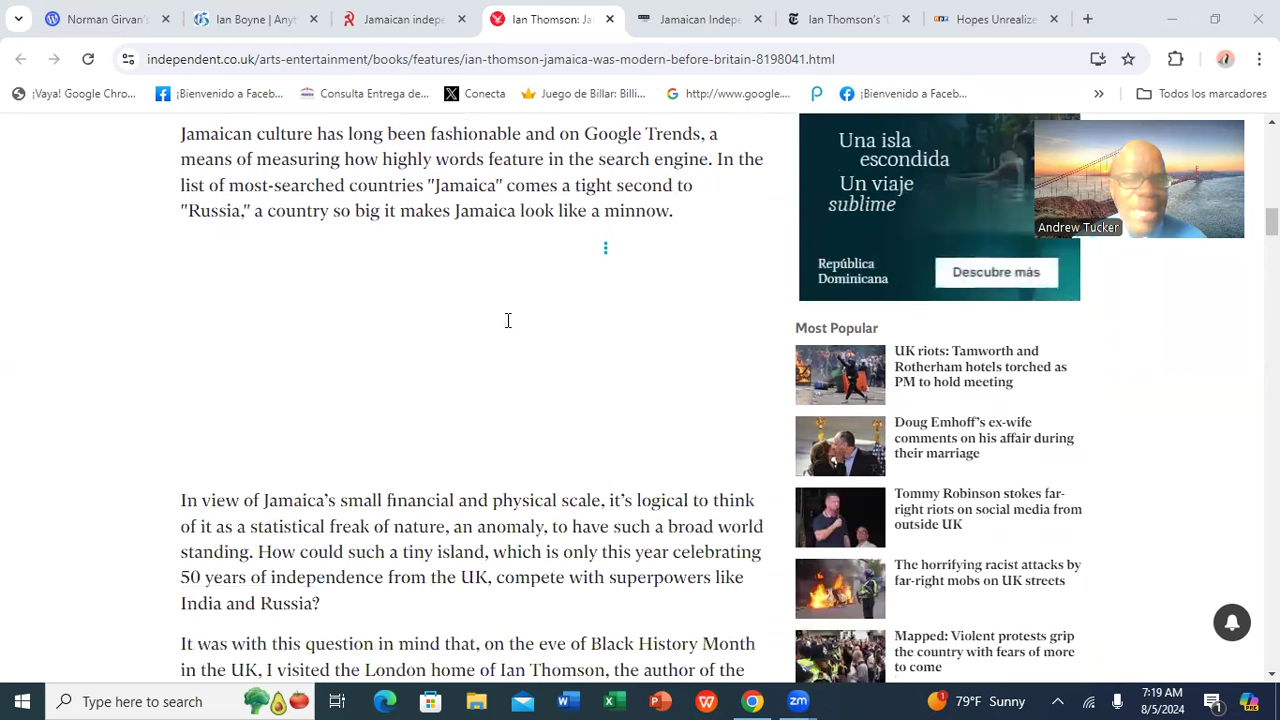 Norman Girvan's
Ian Boyne | Anyt
Jamaican indepe
Ian Thomson: Ja
Jamaican Indepe
Ian Thomson's "D
Hopes Unrealize
independent.co.uk/arts-entertainment/books/features/ian-thomson-jamaica-was-modern-before-britain-8198041.html
¡Vaya! Google Chro...
¡Bienvenido a Faceb...
Consulta Entrega de...
Conecta
Juego de Billar: Billi...
http://www.google....
¡Bienvenido a Faceb...
Todos los marcadores
Jamaican culture has long been fashionable and on Google Trends, a
means of measuring how highly words feature in the search engine. In the
list of most-searched countries "Jamaica" comes a tight second to
"Russia," a country so big it makes Jamaica look like a minnow.
In view of Jamaica's small financial and physical scale, it's logical to think
of it as a statistical freak of nature, an anomaly, to have such a broad world
standing. How could such a tiny island, which is only this year celebrating
50 years of independence from the UK, compete with superpowers like
India and Russia?
It was with this question in mind that, on the eve of Black History Month
in the UK, I visited the London home of Ian Thomson, the author of the
Una isla
escondida
Un viaje
sublime
República
Dominicana
Descubre más
Andrew Tucker
Most Popular
UK riots: Tamworth and
Rotherham hotels torched as
PM to hold meeting
Doug Emhoff's ex-wife
comments on his affair during
their marriage
Tommy Robinson stokes far-
right riots on social media from
outside UK
The horrifying racist attacks by
far-right mobs on UK streets
Mapped: Violent protests grip
the country with fears of more
to come
Type here to search
zm
1
79°F Sunny
7:19 AM
8/5/2024
1